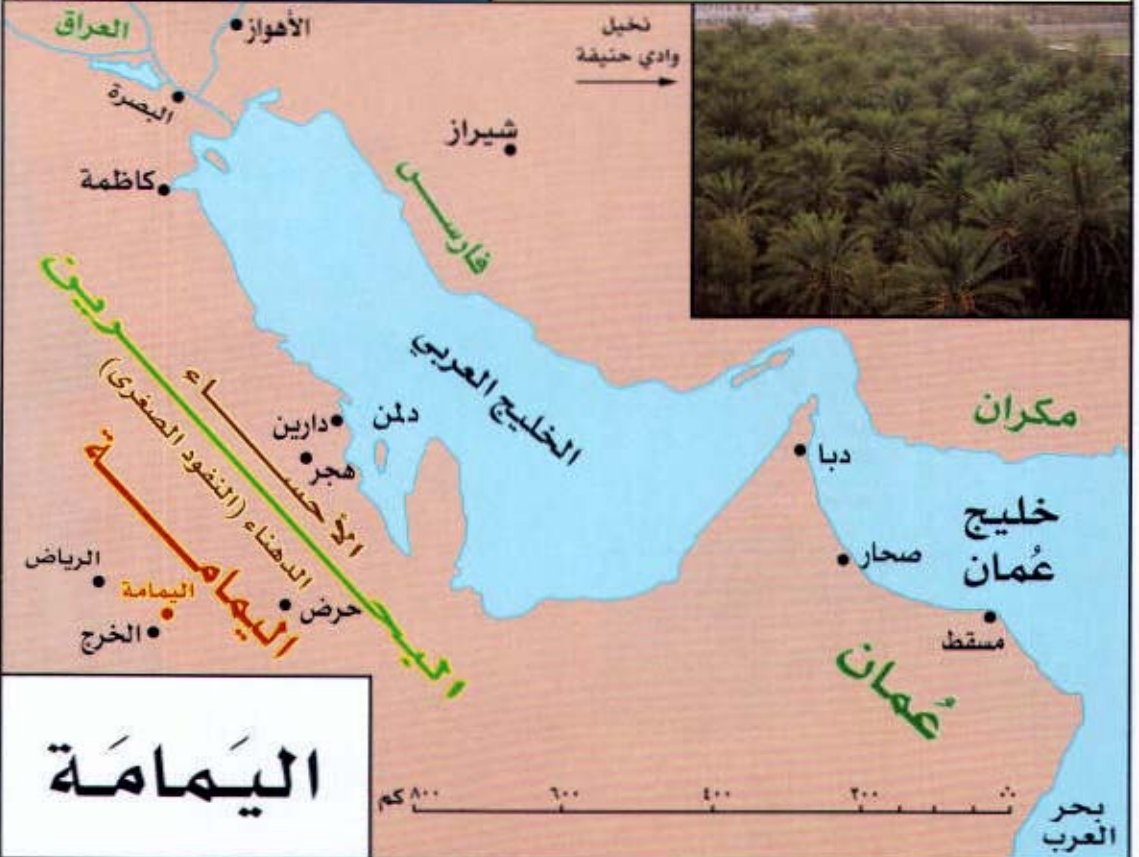 العراق
الأهواز
نخيل
وادي حنيفة
البصرة
شيراز
كاظمة
فارس
البحرين
الأحساء
الدهناء (النفود الصغرى)
الخليج العربي
دارين
دلمن
هجر
مكران
دبا
خليج
عُمان
صحار
مسقط
عُمان
اليمامة
الرياض
اليمامة
حرض
الخرج
اليَمامَة
كم ٨٠٠ ٦٠٠ ٤٠٠ ٢٠٠
بحر
العرب